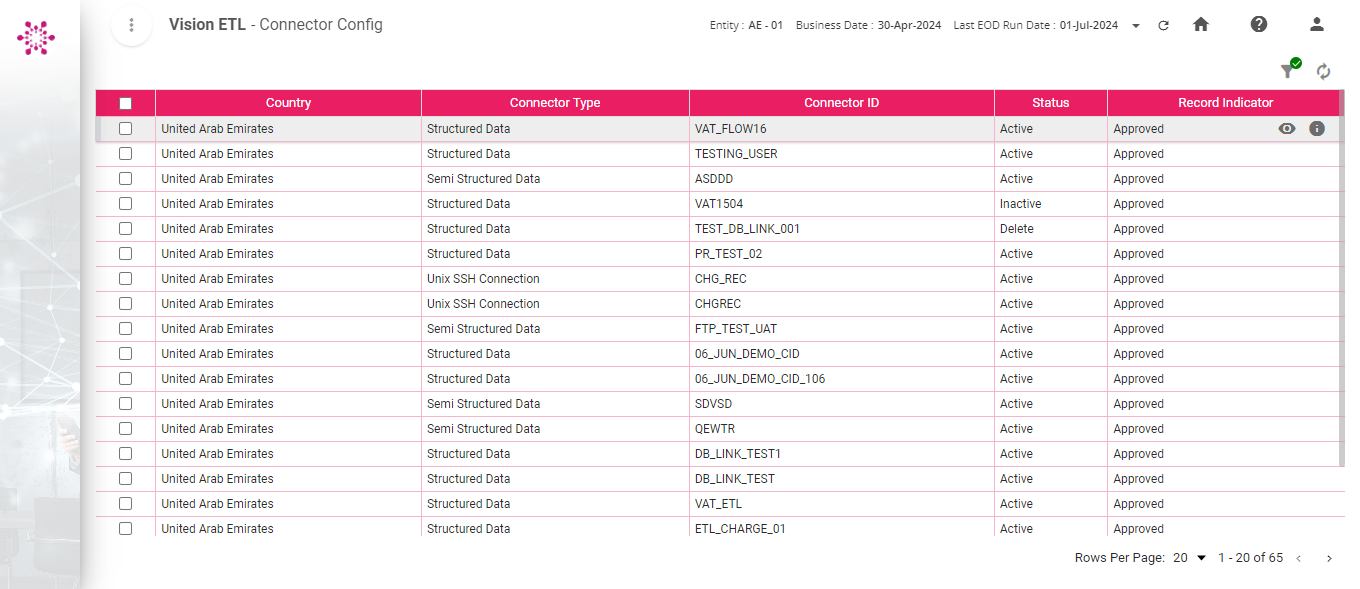 Vision ETL - Connector Config
Entity : AE - 01 Business Date : 30-Apr-2024 Last EOD Run Date : 01-Jul-2024
Country Connector Type Connector ID Status Record Indicator
United Arab Emirates Structured Data VAT_FLOW16 Active Approved
United Arab Emirates Structured Data TESTING_USER Active Approved
United Arab Emirates Semi Structured Data ASDDD Active Approved
United Arab Emirates Structured Data VAT1504 Inactive Approved
United Arab Emirates Structured Data TEST_DB_LINK_001 Delete Approved
United Arab Emirates Structured Data PR_TEST_02 Active Approved
United Arab Emirates Unix SSH Connection CHG_REC Active Approved
United Arab Emirates Unix SSH Connection CHGREC Active Approved
United Arab Emirates Semi Structured Data FTP_TEST_UAT Active Approved
United Arab Emirates Structured Data 06_JUN_DEMO_CID Active Approved
United Arab Emirates Structured Data 06_JUN_DEMO_CID_106 Active Approved
United Arab Emirates Semi Structured Data SDVSD Active Approved
United Arab Emirates Semi Structured Data QEWTR Active Approved
United Arab Emirates Structured Data DB_LINK_TEST1 Active Approved
United Arab Emirates Structured Data DB_LINK_TEST Active Approved
United Arab Emirates Structured Data VAT_ETL Active Approved
United Arab Emirates Structured Data ETL_CHARGE_01 Active Approved
Rows Per Page: 20 1 - 20 of 65